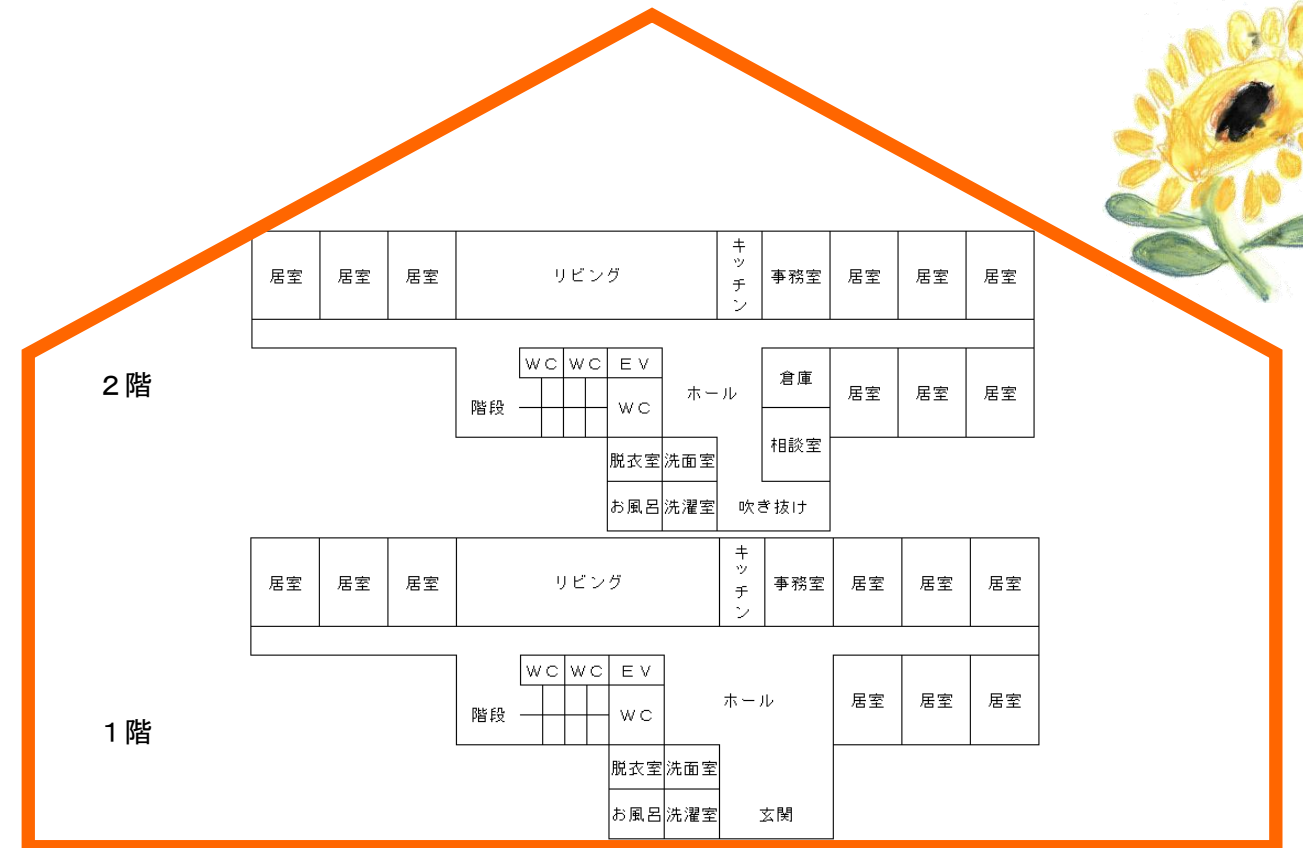 居室 居室 居室 リビング キッチン 事務室 居室 居室 居室
2階
WC WC EV
階段 WC ホール 倉庫 居室 居室 居室
相談室
脱衣室 洗面室
お風呂 洗濯室 吹き抜け
居室 居室 居室 リビング キッチン 事務室 居室 居室 居室
1階
WC WC EV
階段 WC ホール 居室 居室 居室
脱衣室 洗面室
お風呂 洗濯室 玄関